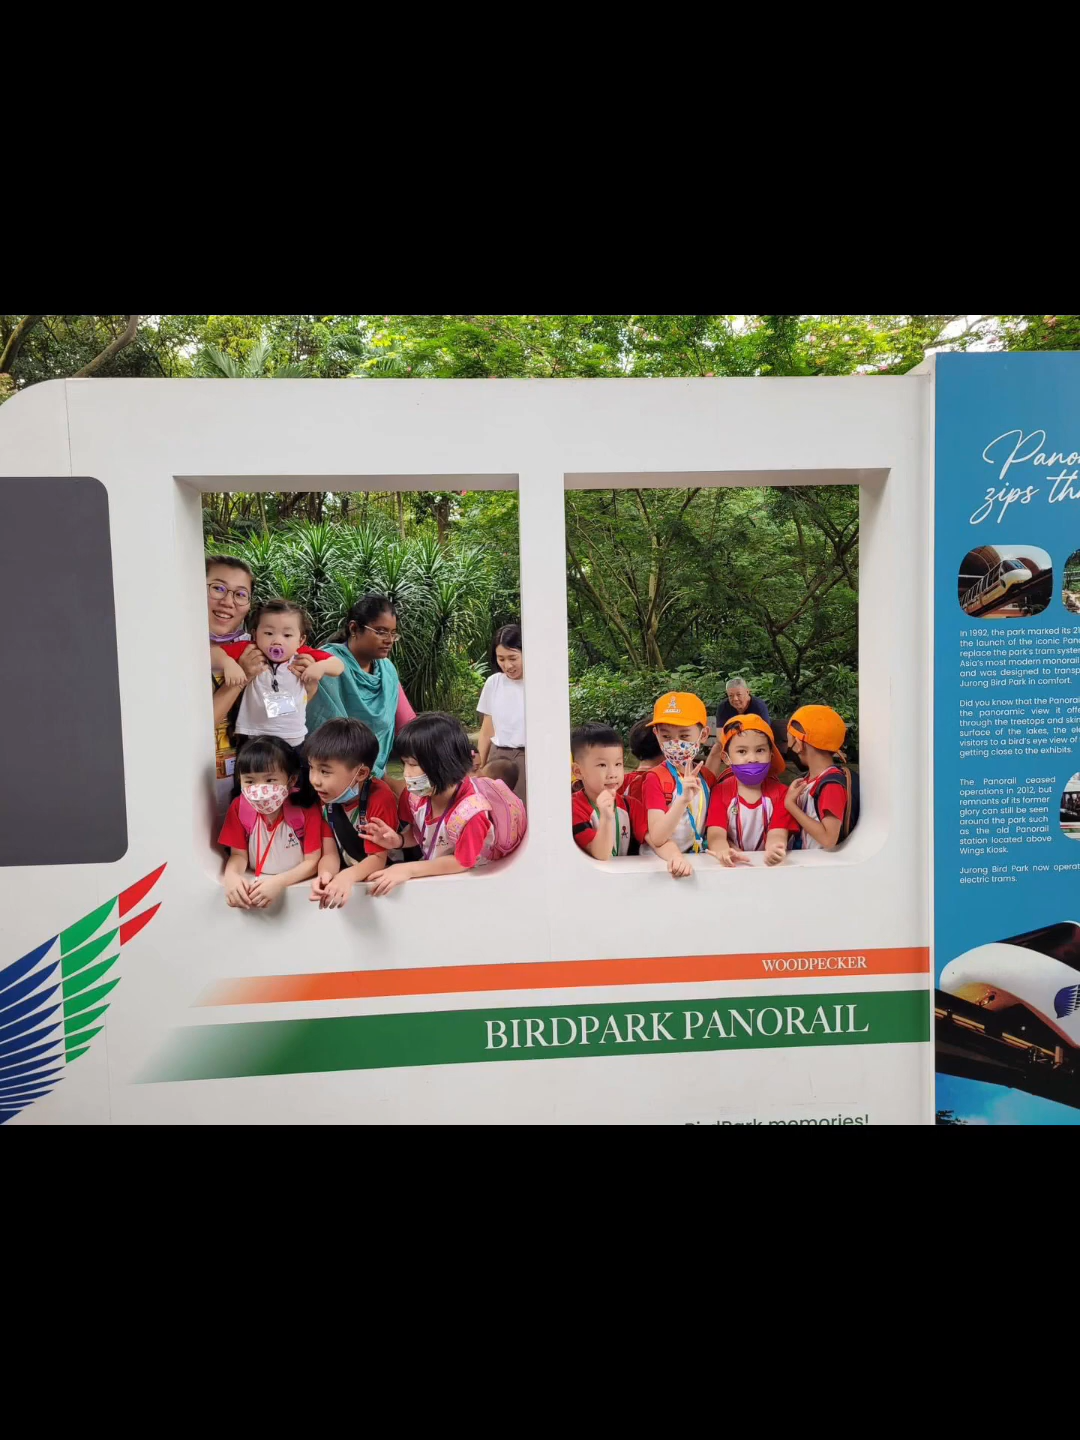 WOODPECKER
BIRDPARK PANORAIL
BirdPark memories!
zips
In 1992, the park marked its
the launch of the iconic
replace the park's tram
Asia's most modern monorail
and was designed to
Jurong Bird Park in comfort.
Did you know that the
the panoramic view it
through the treetops and
surface of the lakes, the
visitors to a bird's eye view of
getting close to the exhibits.
The Panorail ceased
operations in 2012, but
remnants of its former
glory can still be seen
around the park such
as the old Panorail
station located above
Wings Kiosk.
Jurong Bird Park now
electric trams.